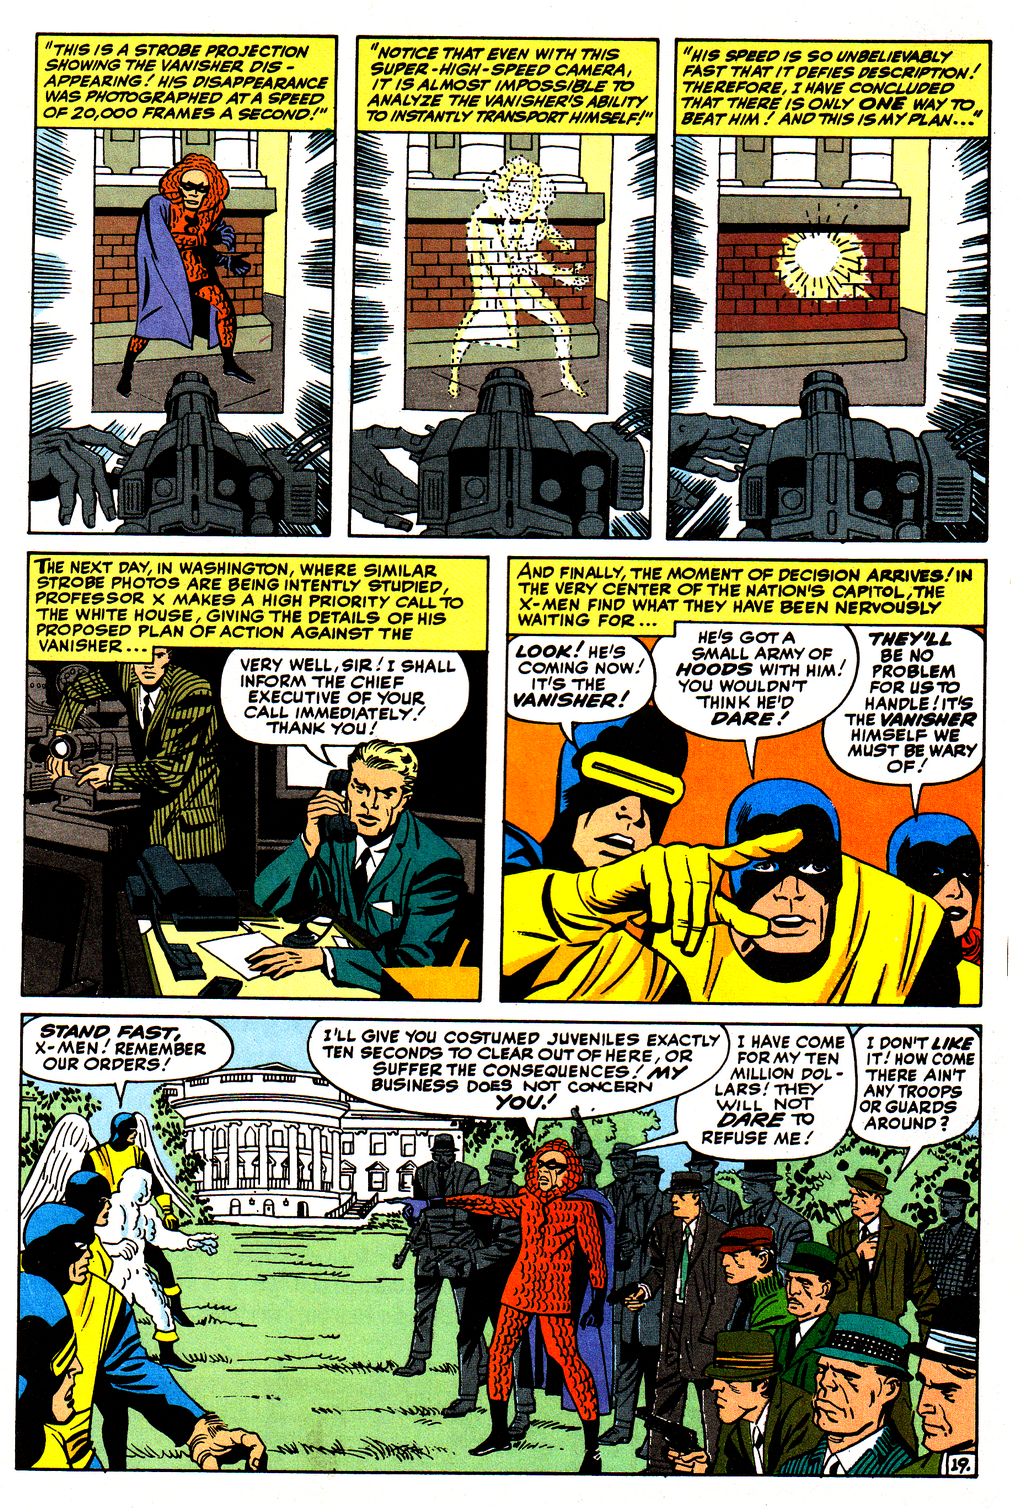 "THIS IS A STROBE PROJECTION
SHOWING THE VANISHER DIS-
APPEARING! HIS DISAPPEARANCE
WAS PHOTOGRAPHED AT A SPEED
OF 20,000 FRAMES A SECOND!"
"NOTICE THAT EVEN WITH THIS
SUPER-HIGH-SPEED CAMERA,
IT IS ALMOST IMPOSSIBLE TO
ANALYZE THE VANISHER'S ABILITY
TO INSTANTLY TRANSPORT HIMSELF!"
"HIS SPEED IS SO UNBELIEVABLY
FAST THAT IT DEFIES DESCRIPTION!
THEREFORE, I HAVE CONCLUDED
THAT THERE IS ONLY ONE WAY TO
BEAT HIM! AND THIS IS MY PLAN..."
THE NEXT DAY, IN WASHINGTON, WHERE SIMILAR
STROBE PHOTOS ARE BEING INTENTLY STUDIED,
PROFESSOR X MAKES A HIGH PRIORITY CALL TO
THE WHITE HOUSE, GIVING THE DETAILS OF HIS
PROPOSED PLAN OF ACTION AGAINST THE
VANISHER...
VERY WELL, SIR! I SHALL
INFORM THE CHIEF
EXECUTIVE OF YOUR
CALL IMMEDIATELY!
THANK YOU!
AND FINALLY, THE MOMENT OF DECISION ARRIVES! IN
THE VERY CENTER OF THE NATION'S CAPITOL, THE
X-MEN FIND WHAT THEY HAVE BEEN NERVOUSLY
WAITING FOR...
LOOK! HE'S
COMING NOW!
IT'S THE
VANISHER!
HE'S GOT A
SMALL ARMY OF
HOODS WITH HIM!
YOU WOULDN'T
THINK HE'D
DARE!
THEY'LL
BE NO
PROBLEM
FOR US TO
HANDLE! IT'S
THE VANISHER
HIMSELF WE
MUST BE WARY
OF!
STAND FAST,
X-MEN! REMEMBER
OUR ORDERS!
I'LL GIVE YOU COSTUMED JUVENILES EXACTLY
TEN SECONDS TO CLEAR OUT OF HERE, OR
SUFFER THE CONSEQUENCES! MY
BUSINESS DOES NOT CONCERN
YOU!
I HAVE COME
FOR MY TEN
MILLION DOL-
LARS! THEY
WILL NOT
DARE TO
REFUSE ME!
I DON'T LIKE
IT! HOW COME
THERE AIN'T
ANY TROOPS
OR GUARDS
AROUND?
19.